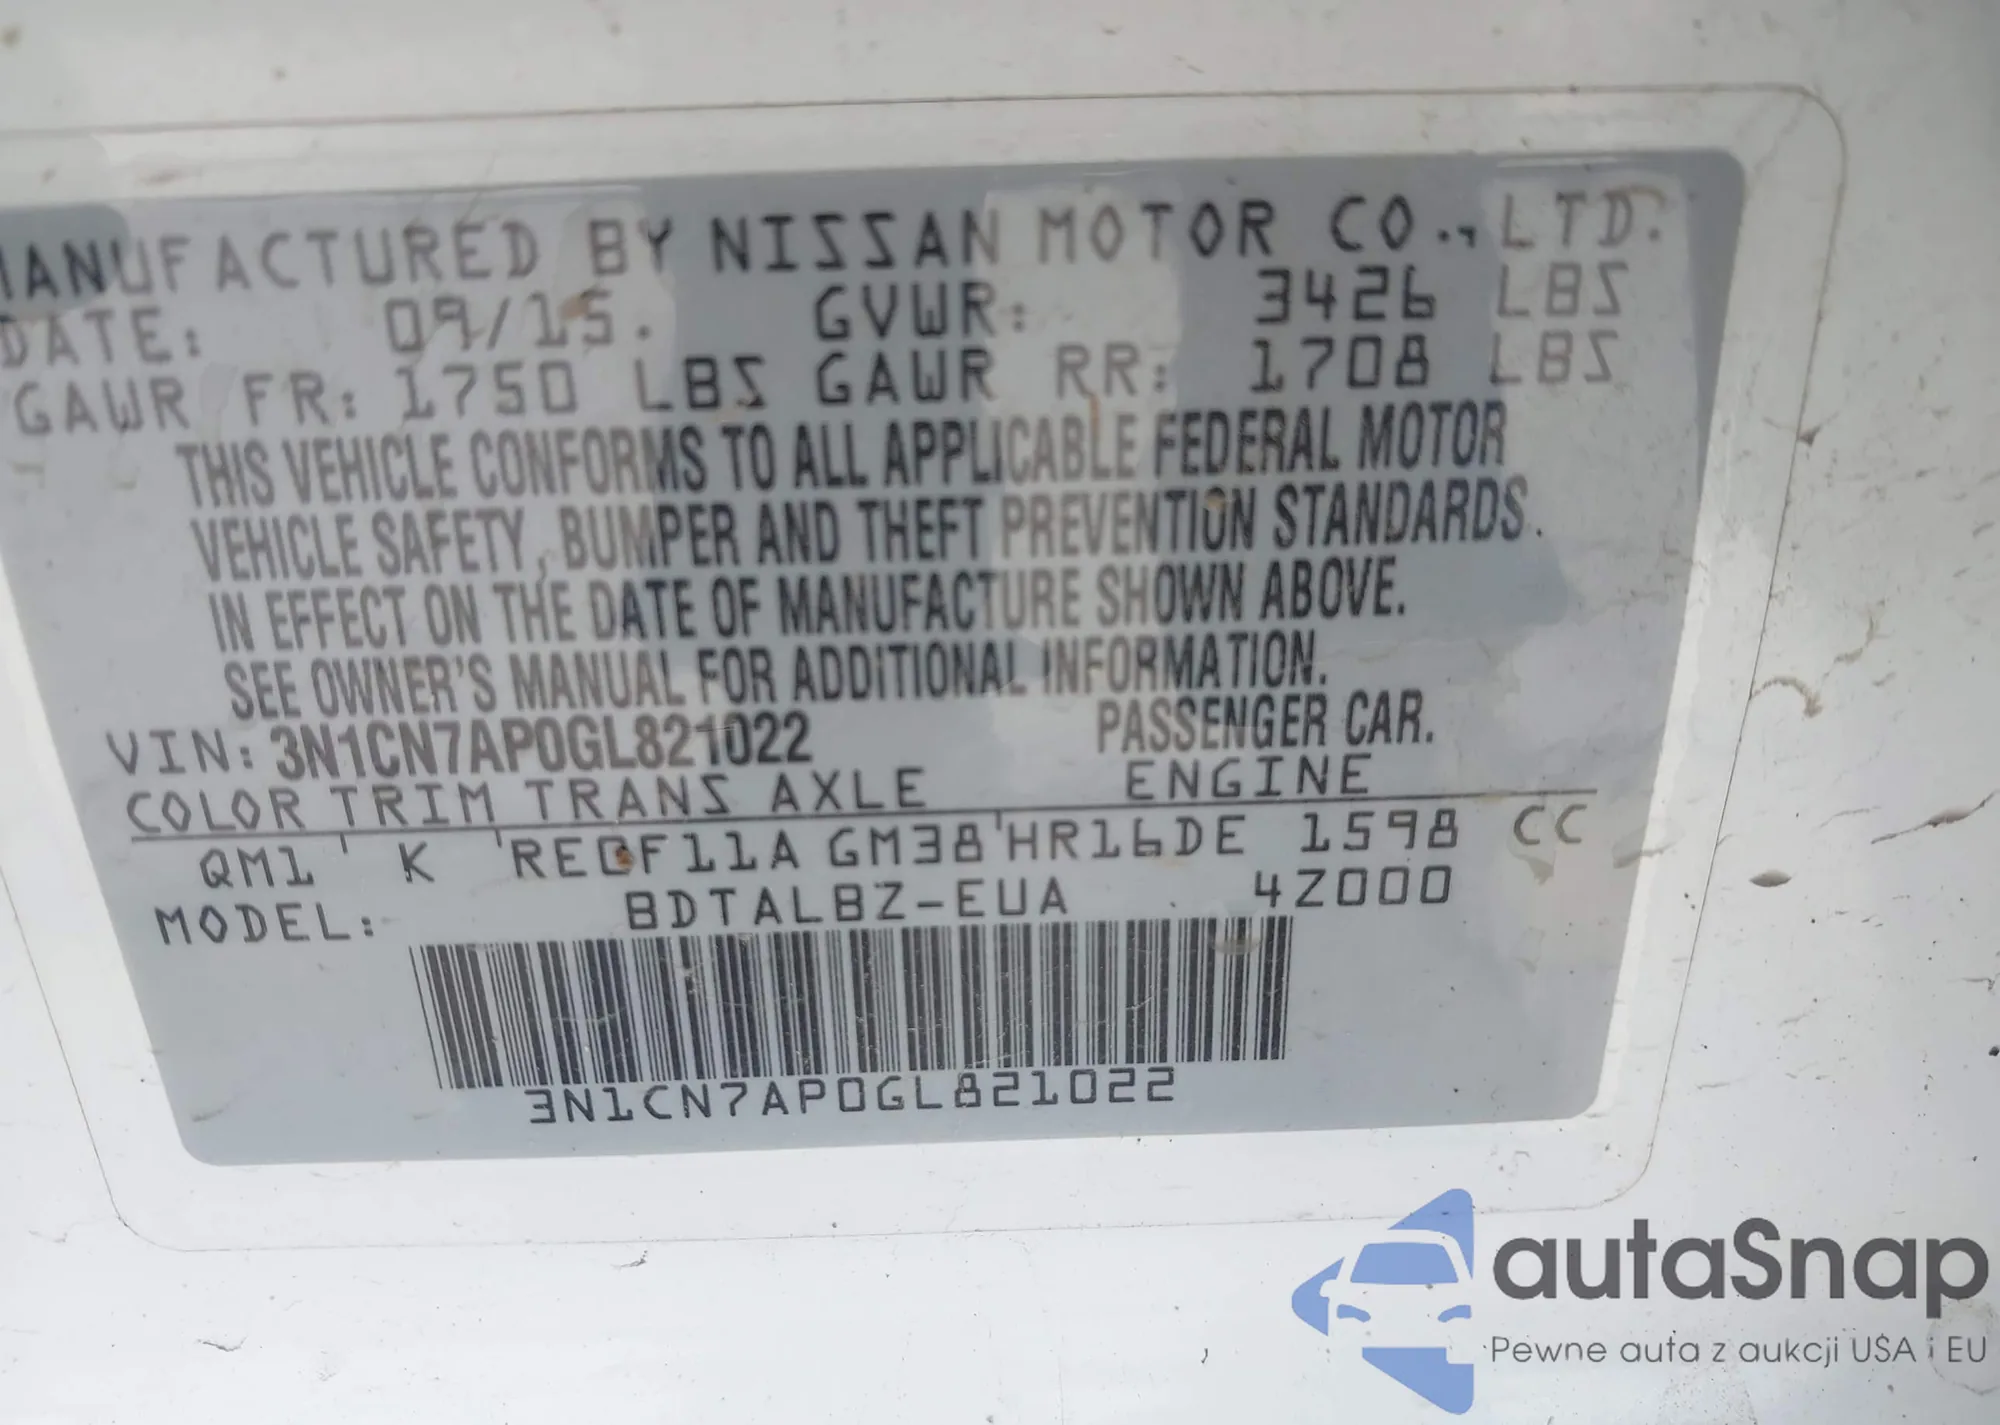 MANUFACTURED BY NISSAN MOTOR CO., LTD.
DATE: 09/15. GVWR: 3426 LBS
GAWR FR: 1750 LBS GAWR RR: 1708 LBS
THIS VEHICLE CONFORMS TO ALL APPLICABLE FEDERAL MOTOR
VEHICLE SAFETY, BUMPER AND THEFT PREVENTION STANDARDS.
IN EFFECT ON THE DATE OF MANUFACTURE SHOWN ABOVE.
SEE OWNER'S MANUAL FOR ADDITIONAL INFORMATION.
VIN: 3N1CN7AP0GL821022 PASSENGER CAR.
COLOR TRIM TRANS AXLE ENGINE
QM1 K RE0F11A GM38 HR16DE 1598 CC
MODEL: BDTALBZ-EUA 4Z000
3N1CN7AP0GL821022
autaSnap
Pewne auta z aukcji USA i EU